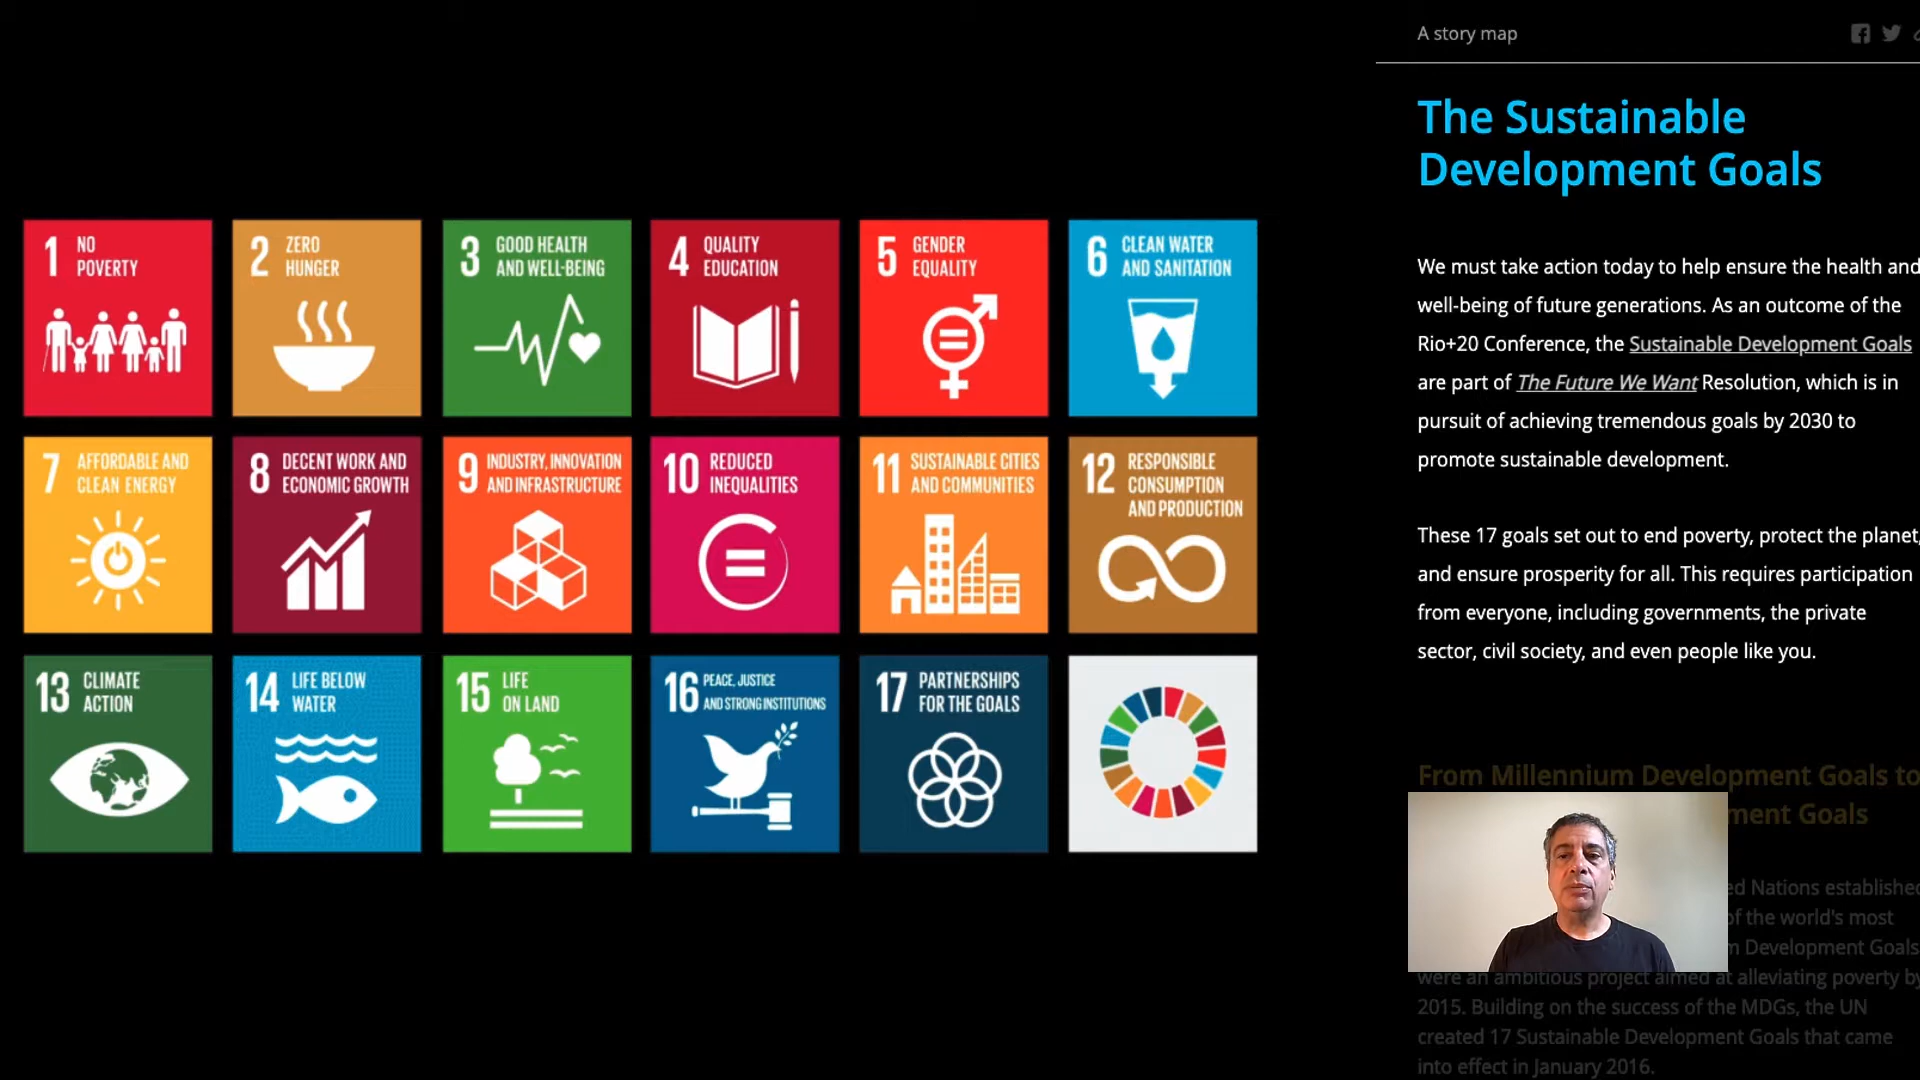 A story map
The Sustainable
Development Goals
We must take action today to help ensure the health and
well-being of future generations. As an outcome of the
Rio+20 Conference, the Sustainable Development Goals
are part of The Future We Want Resolution, which is in
pursuit of achieving tremendous goals by 2030 to
promote sustainable development.
These 17 goals set out to end poverty, protect the planet,
and ensure prosperity for all. This requires participation
from everyone, including governments, the private
sector, civil society, and even people like you.
From Millennium Development Goals to
ment Goals
ed Nations established
of the world's most
Development Goals
were an ambitious project aimed at alleviating poverty by
2015. Building on the success of the MDGs, the UN
created 17 Sustainable Development Goals that came
into effect in January 2016.
1 NO
POVERTY
2 ZERO
HUNGER
3 GOOD HEALTH
AND WELL-BEING
4 QUALITY
EDUCATION
5 GENDER
EQUALITY
6 CLEAN WATER
AND SANITATION
7 AFFORDABLE AND
CLEAN ENERGY
8 DECENT WORK AND
ECONOMIC GROWTH
9 INDUSTRY, INNOVATION
AND INFRASTRUCTURE
10 REDUCED
INEQUALITIES
11 SUSTAINABLE CITIES
AND COMMUNITIES
12 RESPONSIBLE
CONSUMPTION
AND PRODUCTION
13 CLIMATE
ACTION
14 LIFE BELOW
WATER
15 LIFE
ON LAND
16 PEACE, JUSTICE
AND STRONG INSTITUTIONS
17 PARTNERSHIPS
FOR THE GOALS